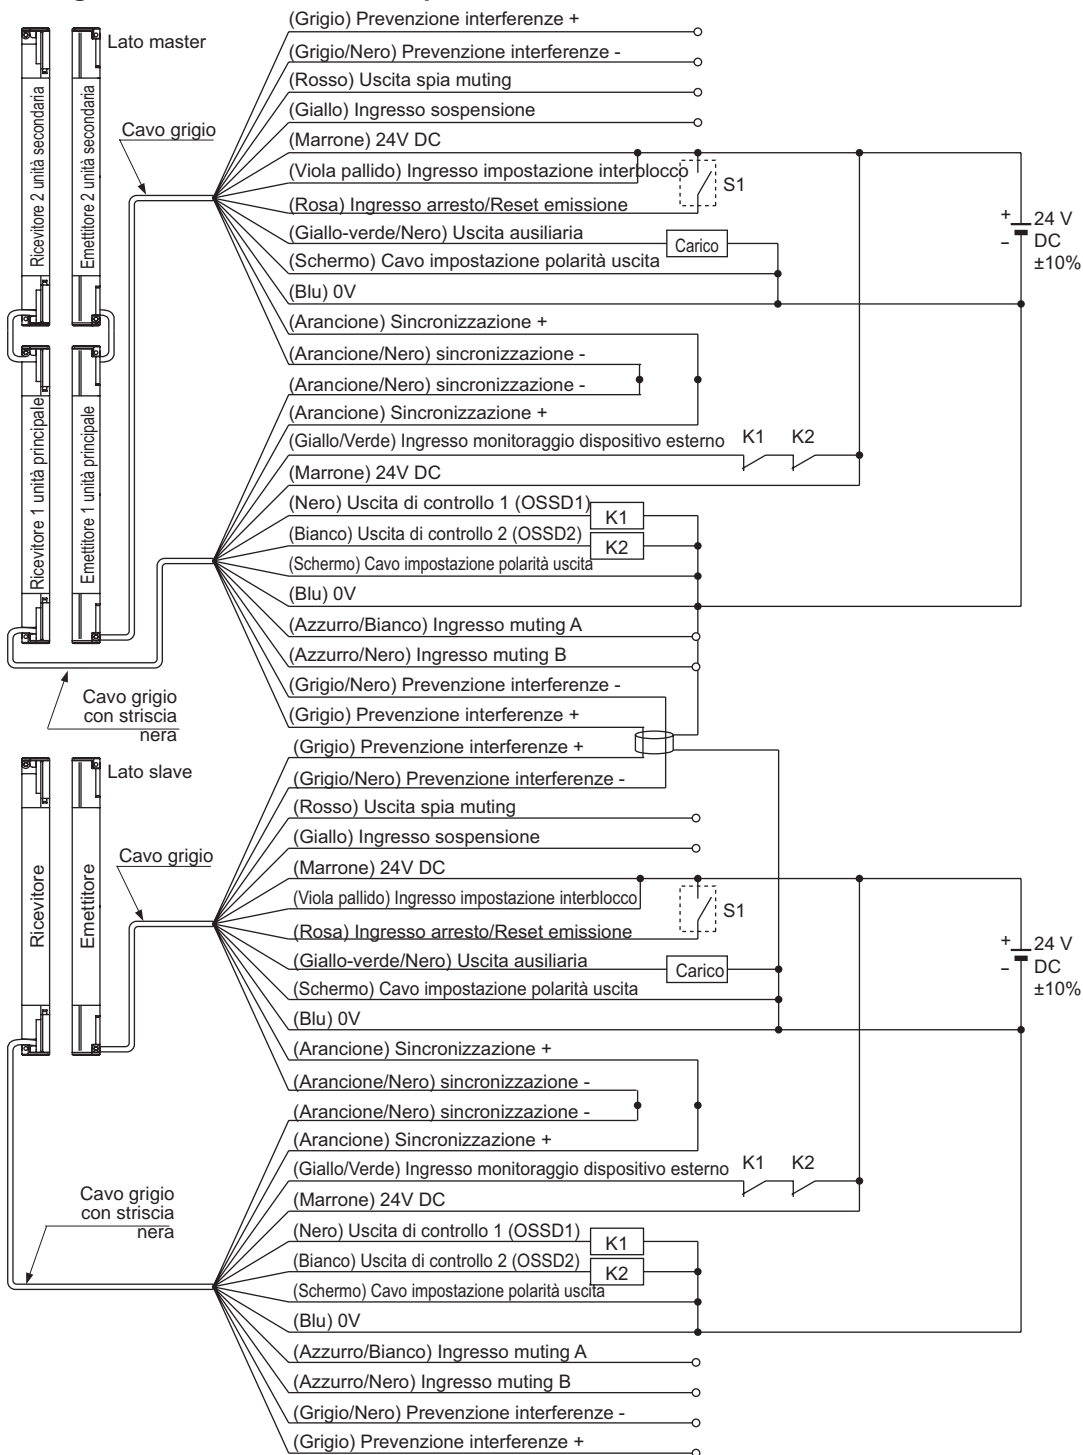 (Grigio) Prevenzione interferenze +
Lato master
(Grigio/Nero) Prevenzione interferenze -
(Rosso) Uscita spia muting
(Giallo) Ingresso sospensione
Cavo grigio
(Marrone) 24V DC
(Viola pallido) Ingresso impostazione interblocco
S1
(Rosa) Ingresso arresto/Reset emissione
(Giallo-verde/Nero) Uscita ausiliaria
Carico
(Schermo) Cavo impostazione polarità uscita
(Blu) 0V
+
–
24 V
DC
±10%
Ricevitore 2 unità secondaria
Emettitore 2 unità secondaria
(Arancione) Sincronizzazione +
(Arancione/Nero) sincronizzazione -
(Arancione/Nero) sincronizzazione -
(Arancione) Sincronizzazione +
(Giallo/Verde) Ingresso monitoraggio dispositivo esterno
K1
K2
(Marrone) 24V DC
(Nero) Uscita di controllo 1 (OSSD1)
K1
(Bianco) Uscita di controllo 2 (OSSD2)
K2
(Schermo) Cavo impostazione polarità uscita
(Blu) 0V
Ricevitore 1 unità principale
Emettitore 1 unità principale
(Azzurro/Bianco) Ingresso muting A
(Azzurro/Nero) Ingresso muting B
(Grigio/Nero) Prevenzione interferenze -
(Grigio) Prevenzione interferenze +
Cavo grigio
con striscia
nera
(Grigio) Prevenzione interferenze +
Lato slave
(Grigio/Nero) Prevenzione interferenze -
(Rosso) Uscita spia muting
(Giallo) Ingresso sospensione
Cavo grigio
(Marrone) 24V DC
(Viola pallido) Ingresso impostazione interblocco
S1
(Rosa) Ingresso arresto/Reset emissione
(Giallo-verde/Nero) Uscita ausiliaria
Carico
(Schermo) Cavo impostazione polarità uscita
(Blu) 0V
+
–
24 V
DC
±10%
Ricevitore
Emettitore
(Arancione) Sincronizzazione +
(Arancione/Nero) sincronizzazione -
(Arancione/Nero) sincronizzazione -
(Arancione) Sincronizzazione +
(Giallo/Verde) Ingresso monitoraggio dispositivo esterno
K1
K2
(Marrone) 24V DC
Cavo grigio
con striscia
nera
(Nero) Uscita di controllo 1 (OSSD1)
K1
(Bianco) Uscita di controllo 2 (OSSD2)
K2
(Schermo) Cavo impostazione polarità uscita
(Blu) 0V
(Azzurro/Bianco) Ingresso muting A
(Azzurro/Nero) Ingresso muting B
(Grigio/Nero) Prevenzione interferenze -
(Grigio) Prevenzione interferenze +